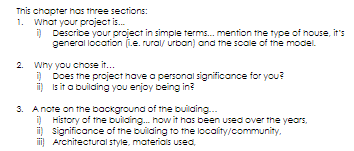 This chapter has three sections:
1. What your project is...
i) Describe your project in simple terms... mention the type of house, it's
general location (i.e. rural/ urban) and the scale of the model.
2. Why you chose it...
i) Does the project have a personal significance for you?
ii) Is it a building you enjoy being in?
3. A note on the background of the building...
i) History of the building... how it has been used over the years,
ii) Significance of the building to the locality/community,
iii) Architectural style, materials used,